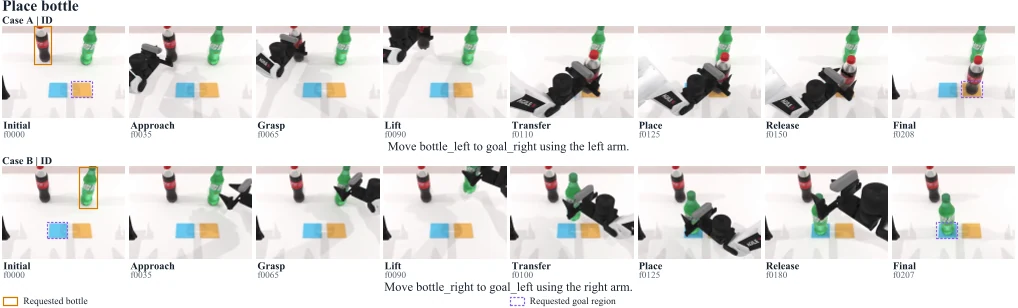 Place bottle
Case A | ID
Initial Approach Grasp Lift Transfer Place Release Final
f0000 f0035 f0065 f0090 f0110 f0125 f0150 f0208
Move bottle_left to goal_right using the left arm.
Case B | ID
Initial Approach Grasp Lift Transfer Place Release Final
f0000 f0035 f0065 f0090 f0100 f0125 f0180 f0207
Move bottle_right to goal_left using the right arm.
Requested bottle Requested goal region